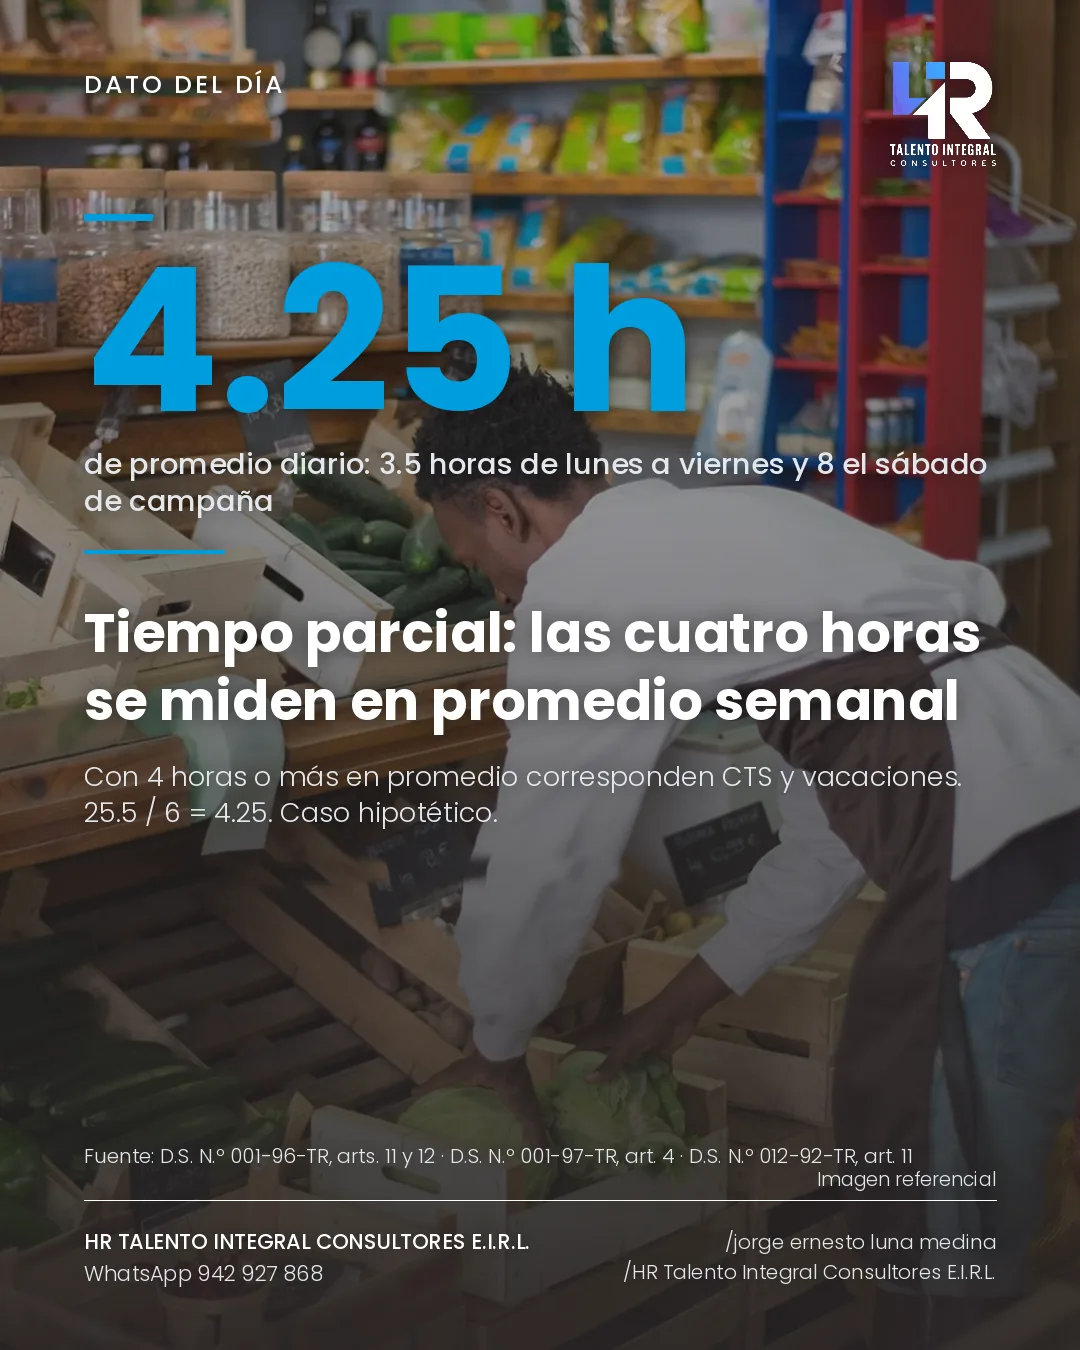 DATO DEL DÍA
TALENTO INTEGRAL
CONSULTORES
4.25 h
de promedio diario: 3.5 horas de lunes a viernes y 8 el sábado
de campaña
Tiempo parcial: las cuatro horas
se miden en promedio semanal
Con 4 horas o más en promedio corresponden CTS y vacaciones.
25.5 / 6 = 4.25. Caso hipotético.
Fuente: D.S. N.º 001-96-TR, arts. 11 y 12 · D.S. N.º 001-97-TR, art. 4 · D.S. N.º 012-92-TR, art. 11
Imagen referencial
HR TALENTO INTEGRAL CONSULTORES E.I.R.L.
/jorge ernesto luna medina
WhatsApp 942 927 868
/HR Talento Integral Consultores E.I.R.L.